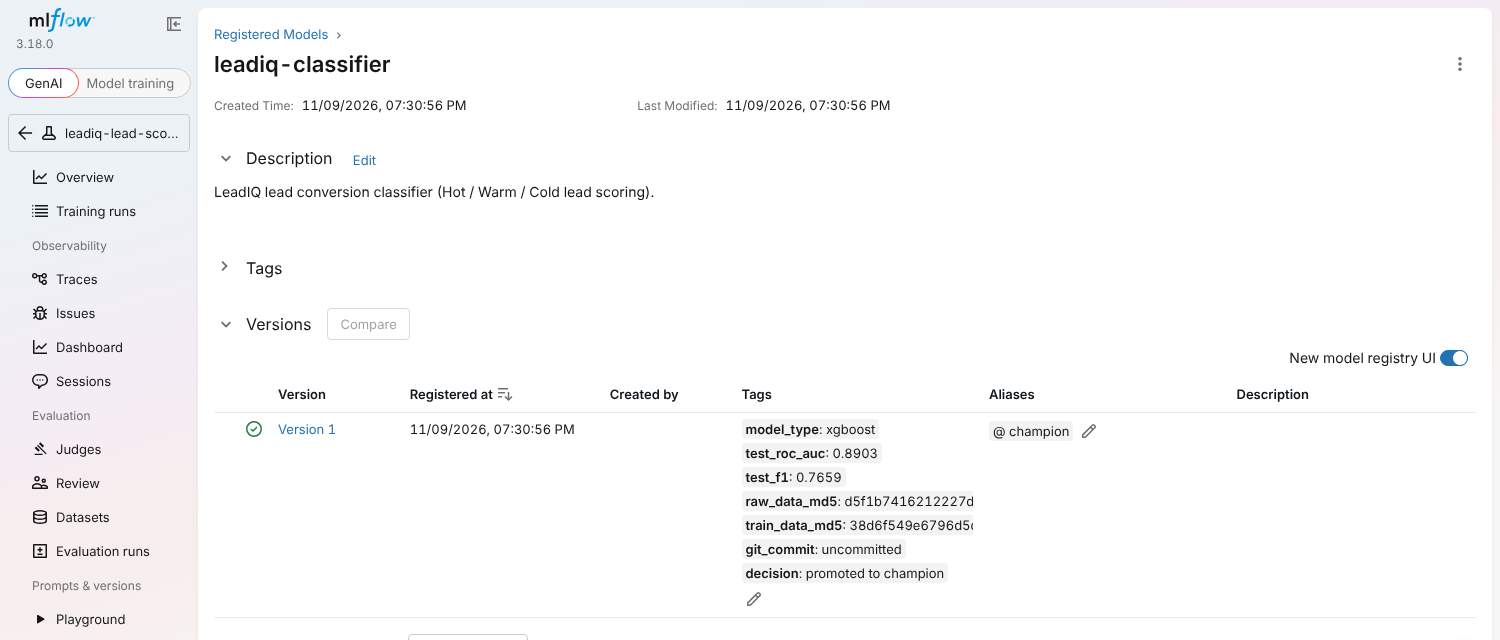 mlflow
3.18.0
GenAI Model training
leadiq-lead-sco...
Overview
Training runs
Observability
Traces
Issues
Dashboard
Sessions
Evaluation
Judges
Review
Datasets
Evaluation runs
Prompts & versions
Playground
Registered Models ›
leadiq-classifier
Created Time: 11/09/2026, 07:30:56 PM Last Modified: 11/09/2026, 07:30:56 PM
Description Edit
LeadIQ lead conversion classifier (Hot / Warm / Cold lead scoring).
Tags
Versions Compare
New model registry UI
Version Registered at Created by Tags Aliases Description
Version 1 11/09/2026, 07:30:56 PM model_type: xgboost @ champion
test_roc_auc: 0.8903
test_f1: 0.7659
raw_data_md5: d5f1b7416212227d
train_data_md5: 38d6f549e6796d5
git_commit: uncommitted
decision: promoted to champion